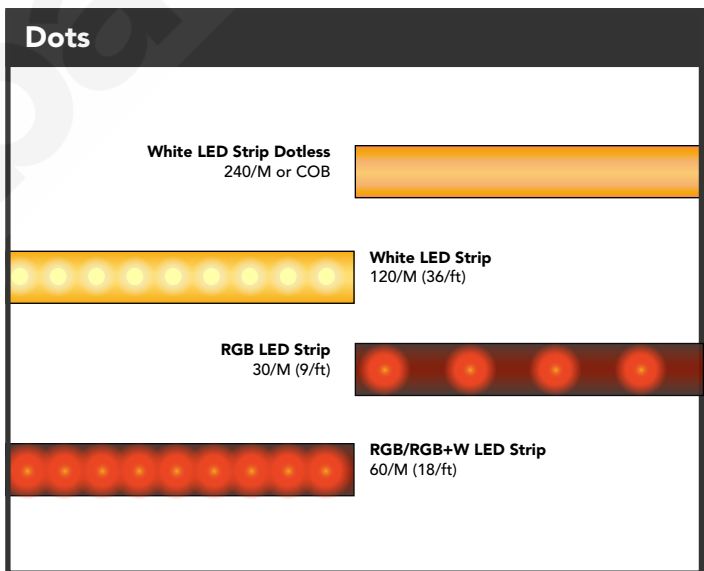 Dots
White LED Strip Dotless
240/M or COB
White LED Strip
120/M (36/ft)
RGB LED Strip
30/M (9/ft)
RGB/RGB+W LED Strip
60/M (18/ft)